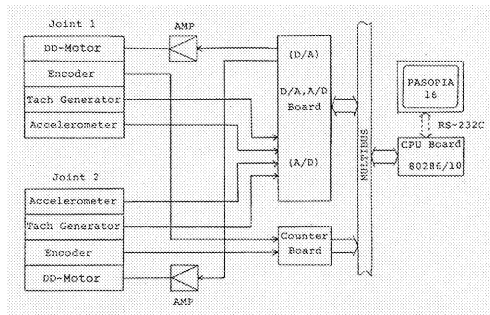 Joint 1
AMP
DD-Motor
Encoder
Tach Generator
Accelerometer
(D/A)
D/A,A/D
Board
(A/D)
MULTIBUS
PASOPIA
16
RS-232C
CPU Board
80286/10
Joint 2
Accelerometer
Tach Generator
Encoder
DD-Motor
Counter
Board
AMP